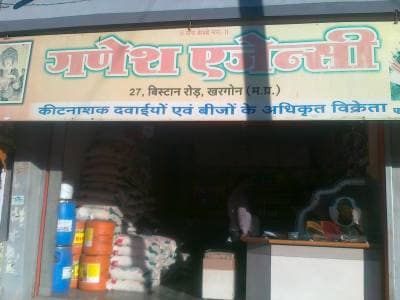 गणेश एजेन्सी
27, बिस्टान रोड़, खरगोन (म.प्र.)
कीटनाशक दवाईयों एवं बीजों के अधिकृत विक्रेता